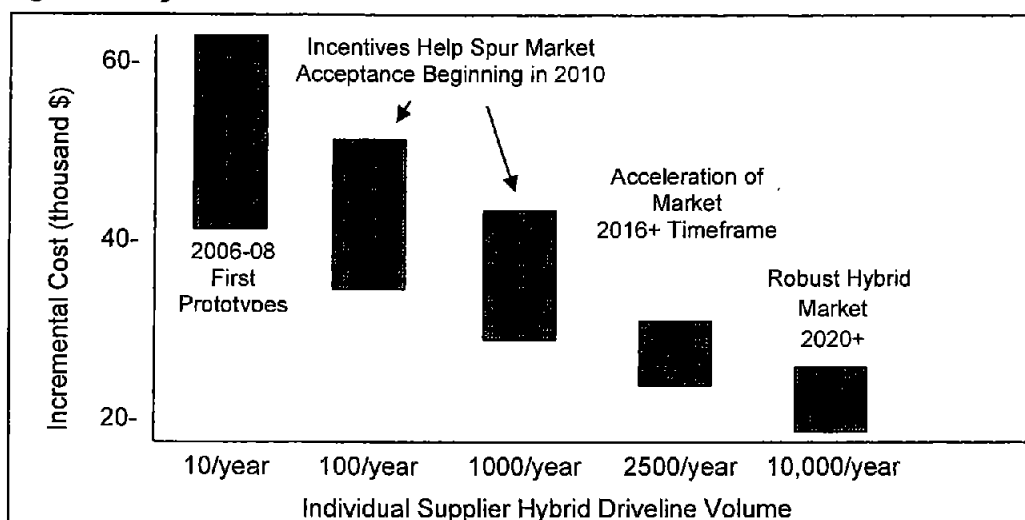 60-
40-
20-
Incremental Cost (thousand $)
Incentives Help Spur Market
Acceptance Beginning in 2010
2006-08
First
Prototypes
Acceleration of
Market
2016+ Timeframe
Robust Hybrid
Market
2020+
10/year
100/year
1000/year
2500/year
10,000/year
Individual Supplier Hybrid Driveline Volume